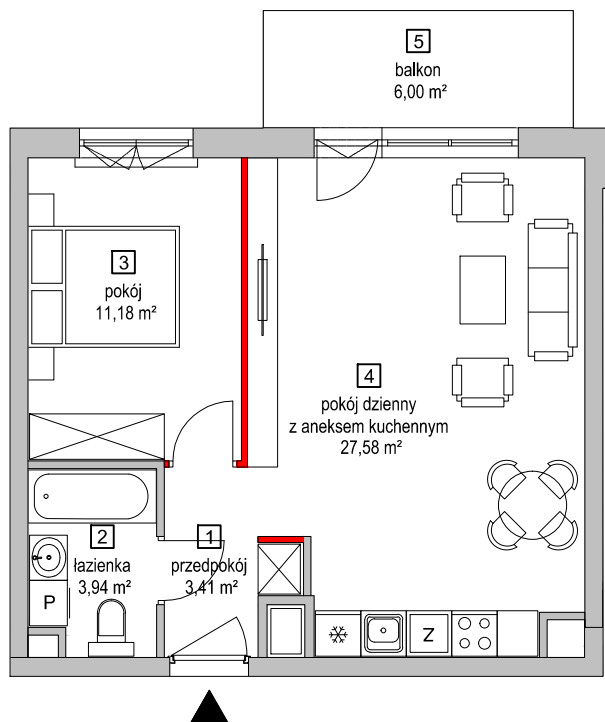 5
balkon
6,00 m²
3
pokój
11,18 m²
4
pokój dzienny
z aneksem kuchennym
27,58 m²
2
łazienka
3,94 m²
1
przedpokój
3,41 m²
P
Z